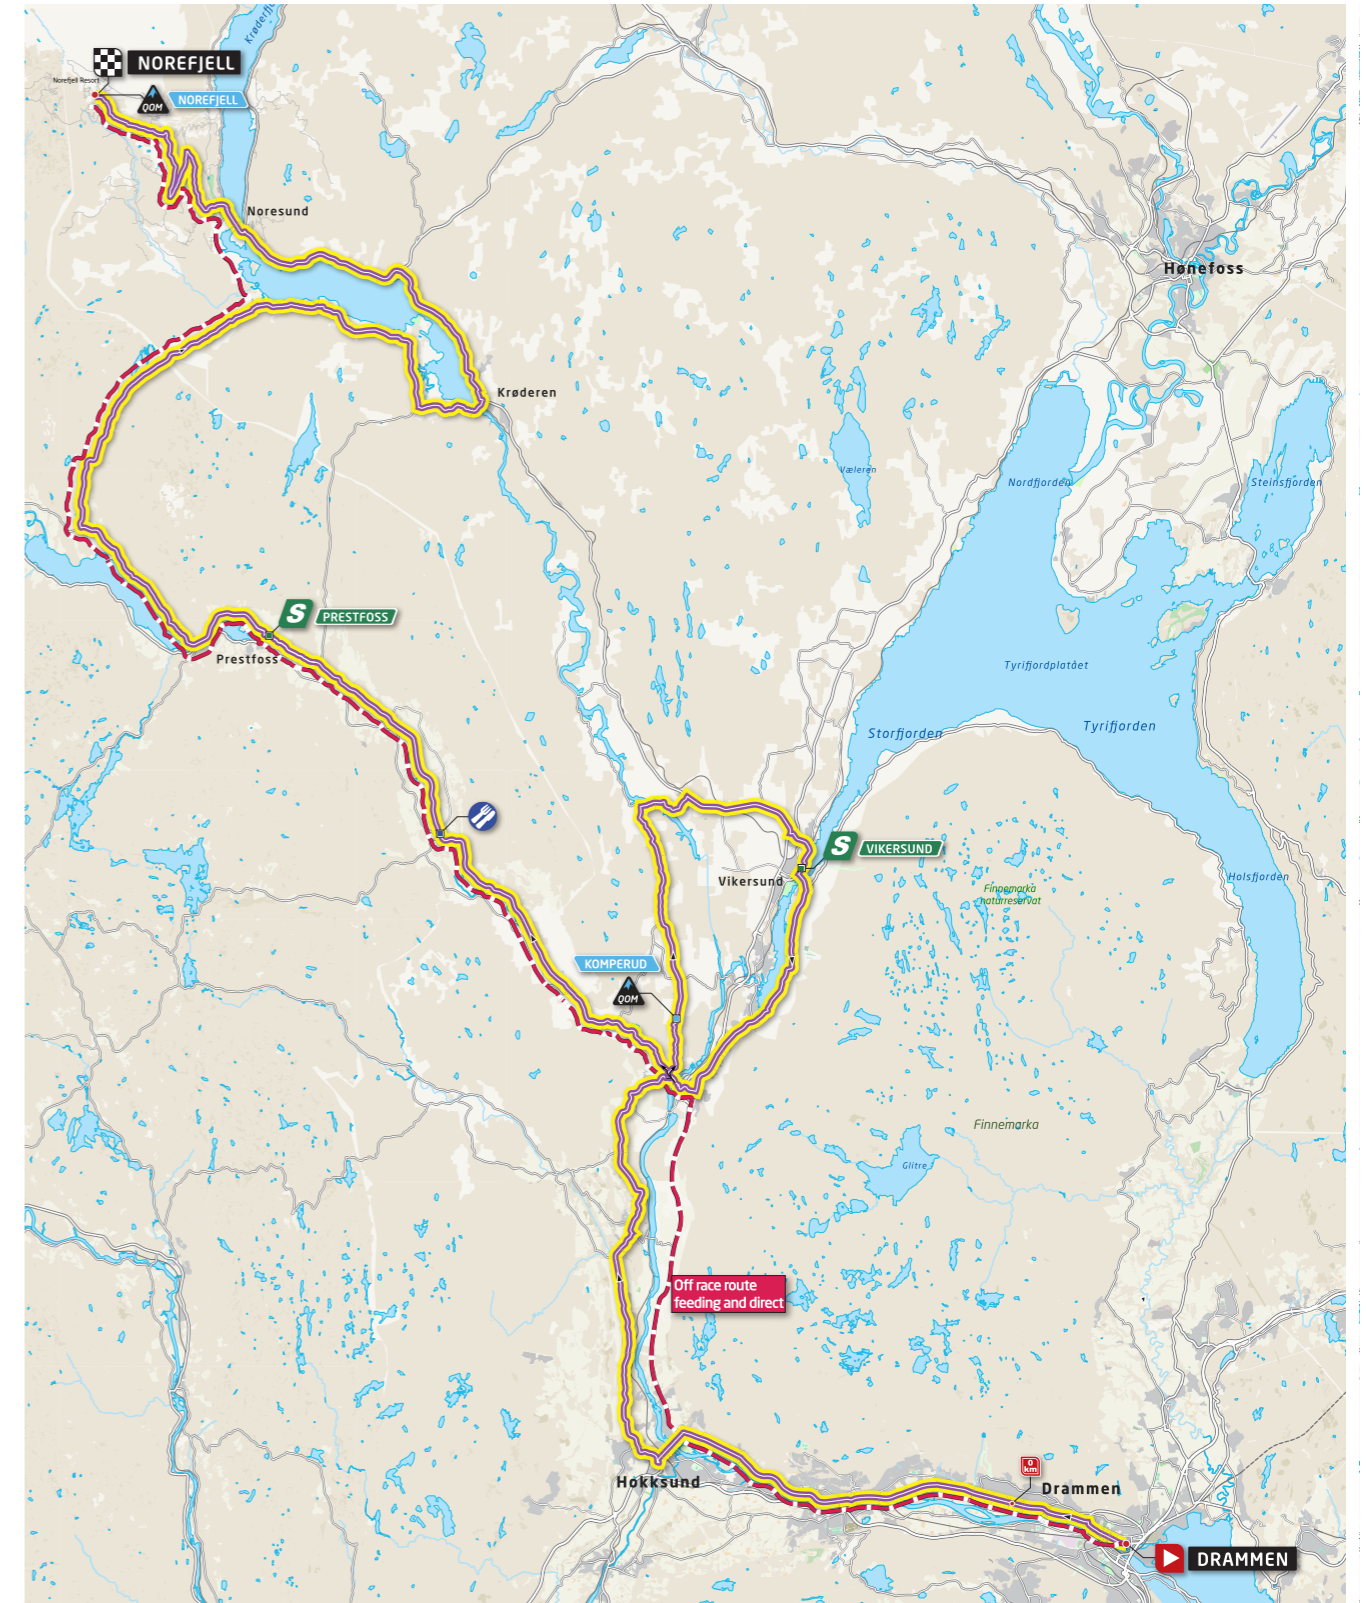 Krøderfj
NOREFJELL
Norefjell Resort
QOM
NOREFJELL
Noresund
Hønefoss
Krøderen
Væleren
Nordfjorden
Steinsfjorden
S
PRESTFOSS
Prestfoss
Tyrifjordplatået
Storfjorden
Tyrifjorden
S
VIKERSUND
Vikersund
Holsfjorden
Finnemarka
naturreservat
KOMPERUD
QOM
Finnemarka
Glitre
Off race route
feeding and direct
0
km
Hokksund
Drammen
DRAMMEN